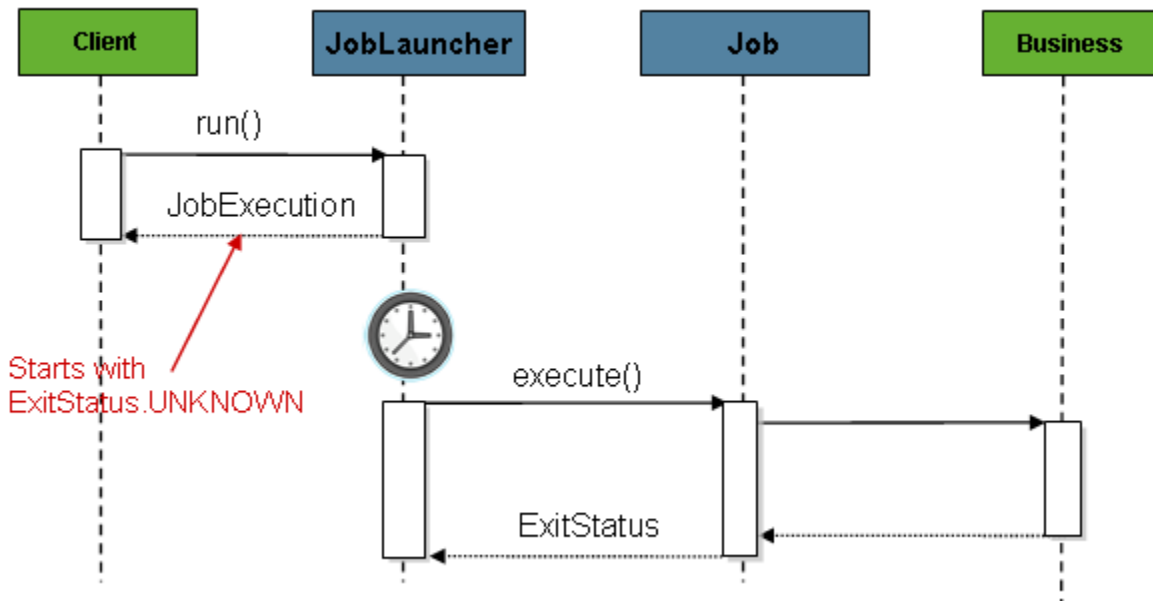 Client
JobLauncher
Job
Business
run()
JobExecution
Starts with
ExitStatus.UNKNOWN
execute()
ExitStatus